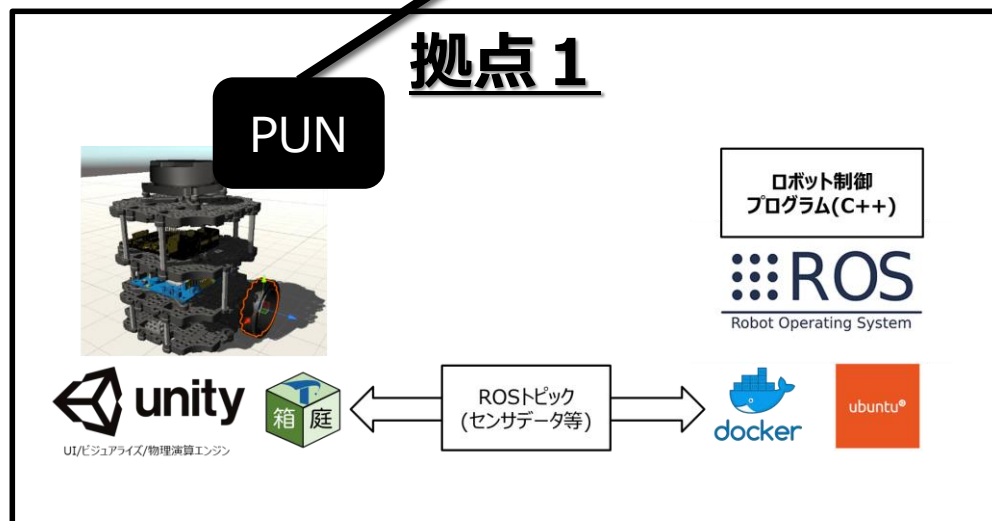 拠点1
PUN
ロボット制御
プログラム(C++)
ROS
Robot Operating System
unity
箱庭
ROSトピック
(センサデータ等)
docker
ubuntu®
UI/ビジュアライズ/物理演算エンジン